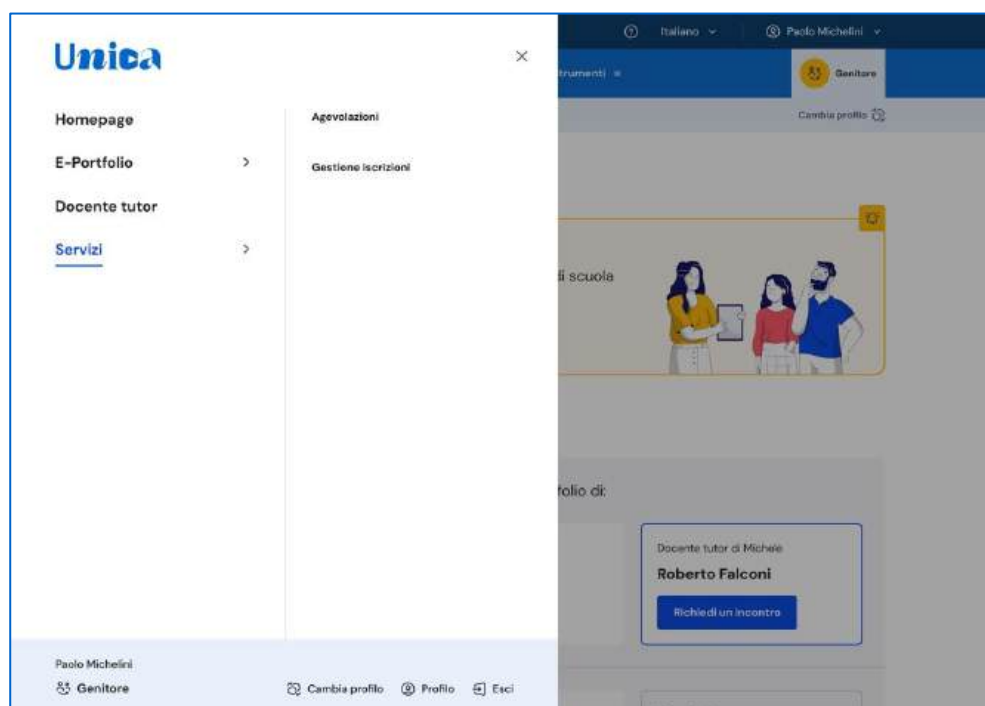 Unica
Italiano
Paolo Michelini
Genitore
Cambia profilo
Homepage
Agevolazioni
E-Portfolio
Gestione iscrizioni
Docente tutor
Servizi
di scuola
folio di:
Docente tutor di Michele
Roberto Falconi
Richiedi un incontro
Paolo Michelini
Genitore
Cambia profilo
Profilo
Esci